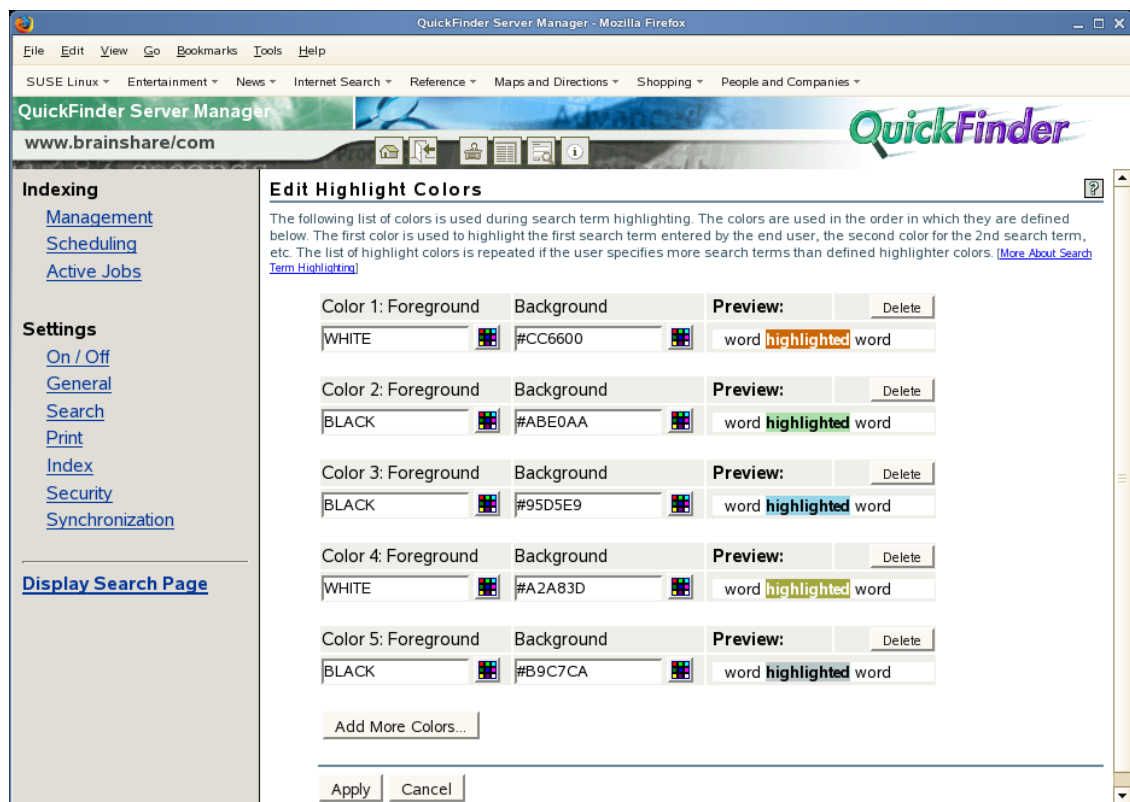 QuickFinder Server Manager - Mozilla Firefox
File Edit View Go Bookmarks Tools Help
SUSE Linux Entertainment News Internet Search Reference Maps and Directions Shopping People and Companies
QuickFinder Server Manager
Advanced Sea
www.brainshare/com
QuickFinder
Indexing
Management
Scheduling
Active Jobs
Settings
On / Off
General
Search
Print
Index
Security
Synchronization
Display Search Page
Edit Highlight Colors
?
The following list of colors is used during search term highlighting. The colors are used in the order in which they are defined
below. The first color is used to highlight the first search term entered by the end user, the second color for the 2nd search term,
etc. The list of highlight colors is repeated if the user specifies more search terms than defined highlighter colors. [More About Search
Term Highlighting]
Color 1: Foreground Background Preview: Delete
WHITE #CC6600 word highlighted word
Color 2: Foreground Background Preview: Delete
BLACK #ABE0AA word highlighted word
Color 3: Foreground Background Preview: Delete
BLACK #95D5E9 word highlighted word
Color 4: Foreground Background Preview: Delete
WHITE #A2A83D word highlighted word
Color 5: Foreground Background Preview: Delete
BLACK #B9C7CA word highlighted word
Add More Colors...
Apply Cancel